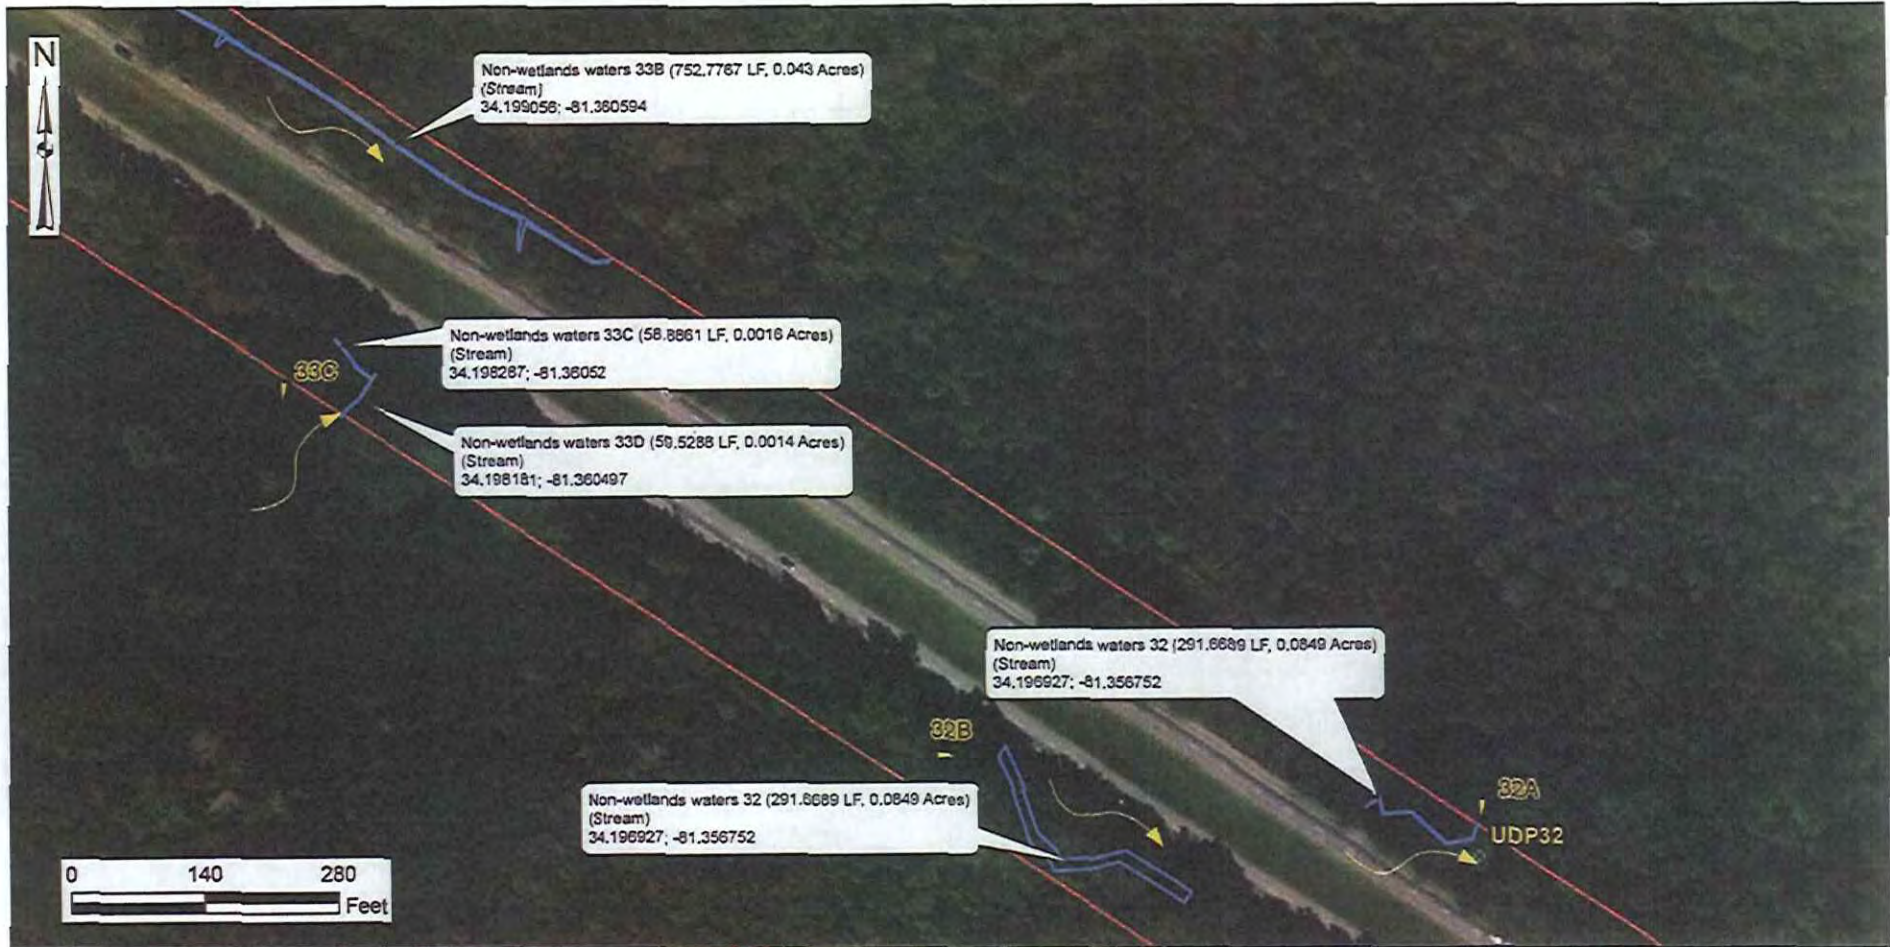 N
Non-wetlands waters 33B (752.7767 LF, 0.043 Acres)
(Stream)
34.199056; -81.360594
Non-wetlands waters 33C (58.8861 LF, 0.0016 Acres)
(Stream)
34.198287; -81.36052
33C
Non-wetlands waters 33D (59.5288 LF, 0.0014 Acres)
(Stream)
34.198181; -81.360497
Non-wetlands waters 32 (291.6689 LF, 0.0849 Acres)
(Stream)
34.196927; -81.356752
32B
32A
UDP32
Non-wetlands waters 32 (291.6689 LF, 0.0849 Acres)
(Stream)
34.196927; -81.356752
0 140 280
Feet